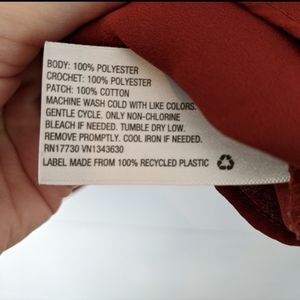 BODY: 100% POLYESTER
CROCHET: 100% POLYESTER
PATCH: 100% COTTON
MACHINE WASH COLD WITH LIKE COLORS.
GENTLE CYCLE. ONLY NON-CHLORINE
BLEACH IF NEEDED. TUMBLE DRY LOW.
REMOVE PROMPTLY. COOL IRON IF NEEDED.
RN17730 VN1343630
LABEL MADE FROM 100% RECYCLED PLASTIC